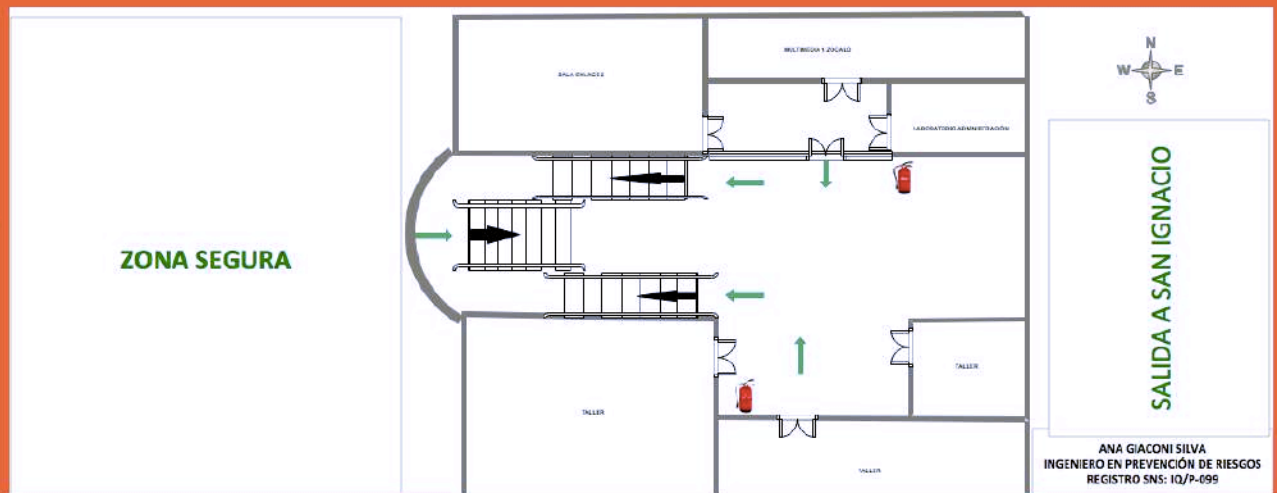 MULTIMEDIA Y ZOCALO
SALA ENLACE 2
LABORATORIO ADMINISTRACIÓN
N
W E
S
ZONA SEGURA
SALIDA A SAN IGNACIO
TALLER
TALLER
TALLER
ANA GIACONI SILVA
INGENIERO EN PREVENCIÓN DE RIESGOS
REGISTRO SNS: IQ/P-099